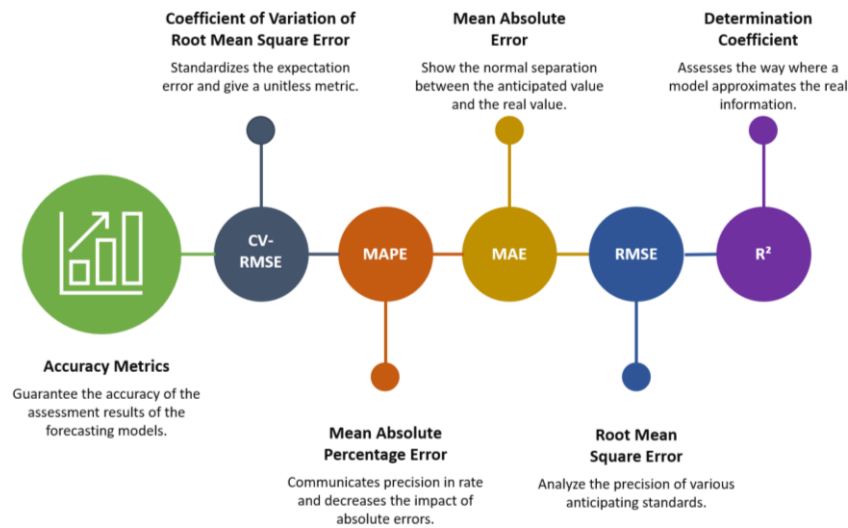 Coefficient of Variation of
Root Mean Square Error
Standardizes the expectation
error and give a unitless metric.
Mean Absolute
Error
Show the normal separation
between the anticipated value
and the real value.
Determination
Coefficient
Assesses the way where a
model approximates the real
information.
CV-
RMSE
MAPE
MAE
RMSE
R²
Accuracy Metrics
Guarantee the accuracy of the
assessment results of the
forecasting models.
Mean Absolute
Percentage Error
Communicates precision in rate
and decreases the impact of
absolute errors.
Root Mean
Square Error
Analyze the precision of various
anticipating standards.